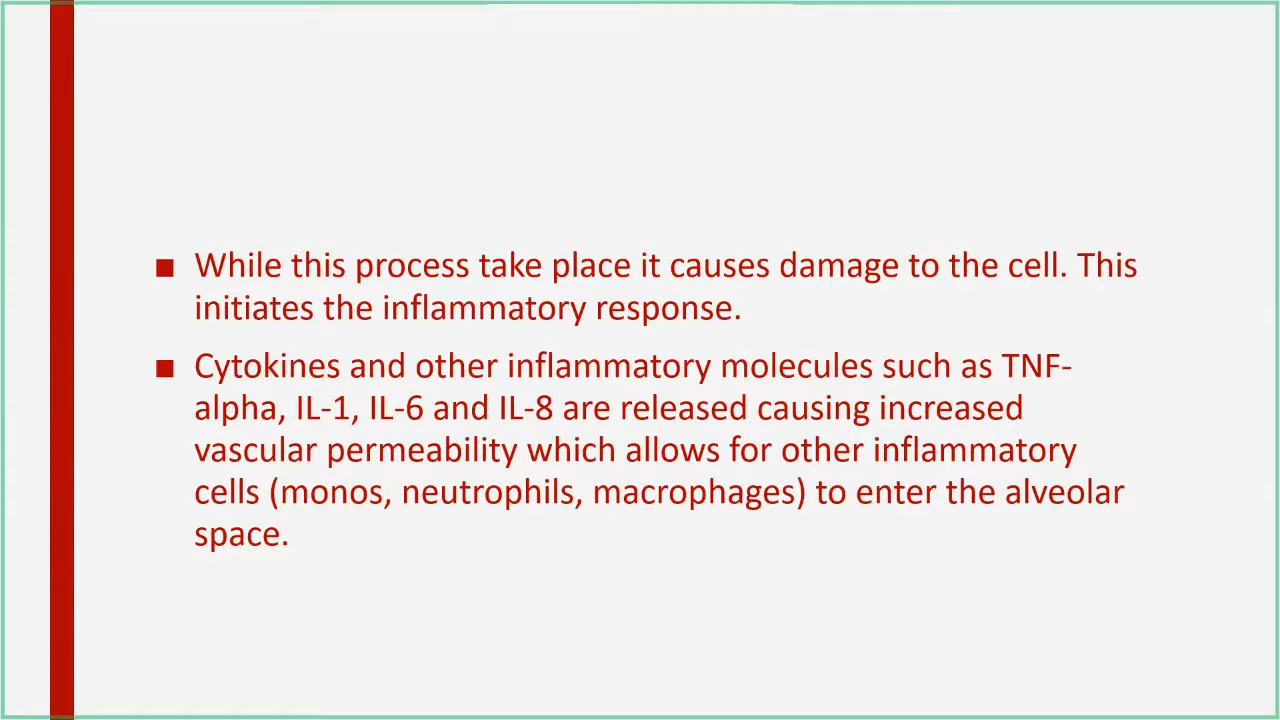 ■ While this process take place it causes damage to the cell. This
initiates the inflammatory response.
■ Cytokines and other inflammatory molecules such as TNF-
alpha, IL-1, IL-6 and IL-8 are released causing increased
vascular permeability which allows for other inflammatory
cells (monos, neutrophils, macrophages) to enter the alveolar
space.